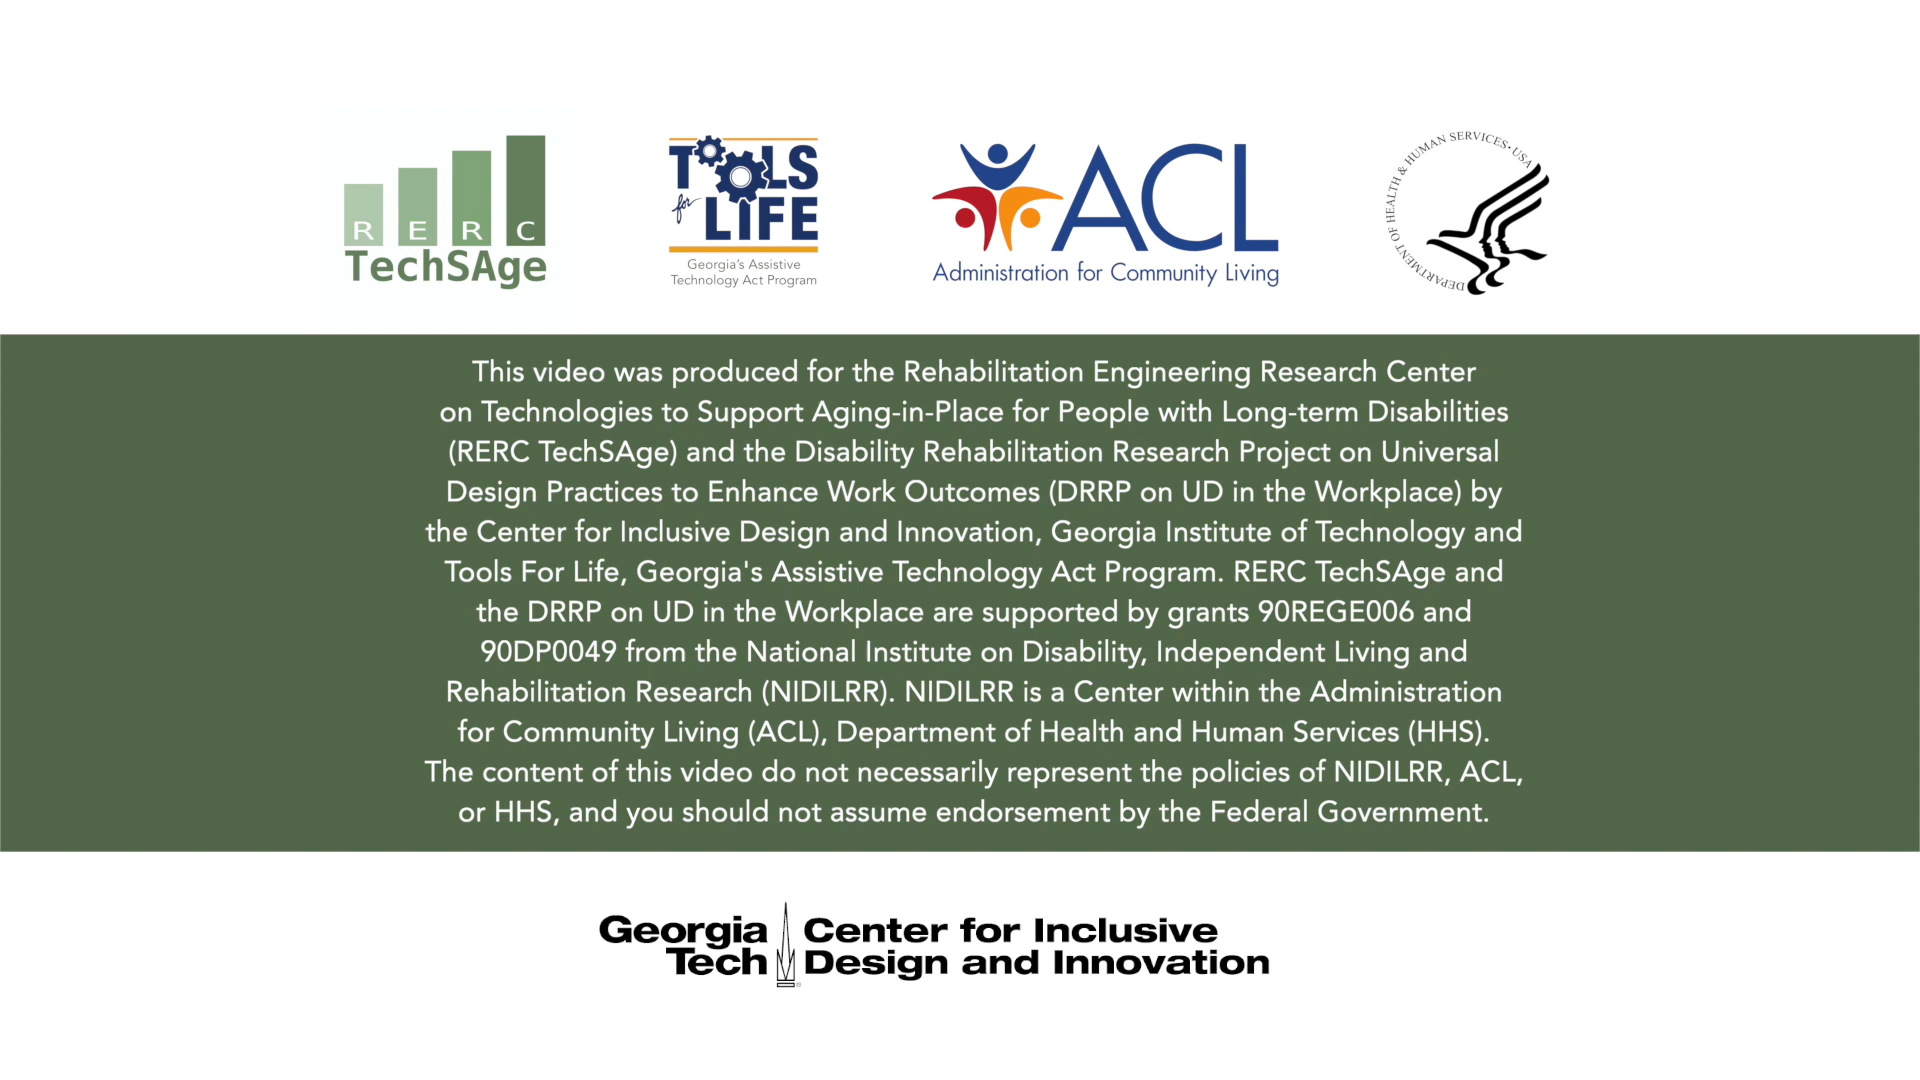 RERC
TechSAge
TOOLS
for LIFE
Georgia's Assistive
Technology Act Program
ACL
Administration for Community Living
DEPARTMENT OF HEALTH & HUMAN SERVICES • USA
This video was produced for the Rehabilitation Engineering Research Center
on Technologies to Support Aging-in-Place for People with Long-term Disabilities
(RERC TechSAge) and the Disability Rehabilitation Research Project on Universal
Design Practices to Enhance Work Outcomes (DRRP on UD in the Workplace) by
the Center for Inclusive Design and Innovation, Georgia Institute of Technology and
Tools For Life, Georgia's Assistive Technology Act Program. RERC TechSAge and
the DRRP on UD in the Workplace are supported by grants 90REGE006 and
90DP0049 from the National Institute on Disability, Independent Living and
Rehabilitation Research (NIDILRR). NIDILRR is a Center within the Administration
for Community Living (ACL), Department of Health and Human Services (HHS).
The content of this video do not necessarily represent the policies of NIDILRR, ACL,
or HHS, and you should not assume endorsement by the Federal Government.
Georgia
Tech
Center for Inclusive
Design and Innovation